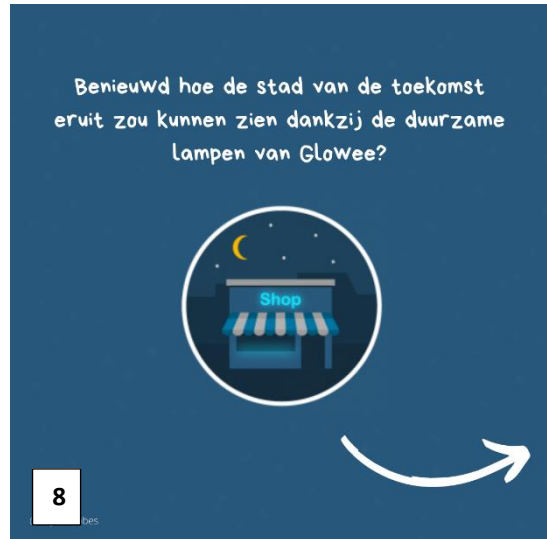 Benieuwd hoe de stad van de toekomst
eruit zou kunnen zien dankzij de duurzame
lampen van Glowee?
Shop
8